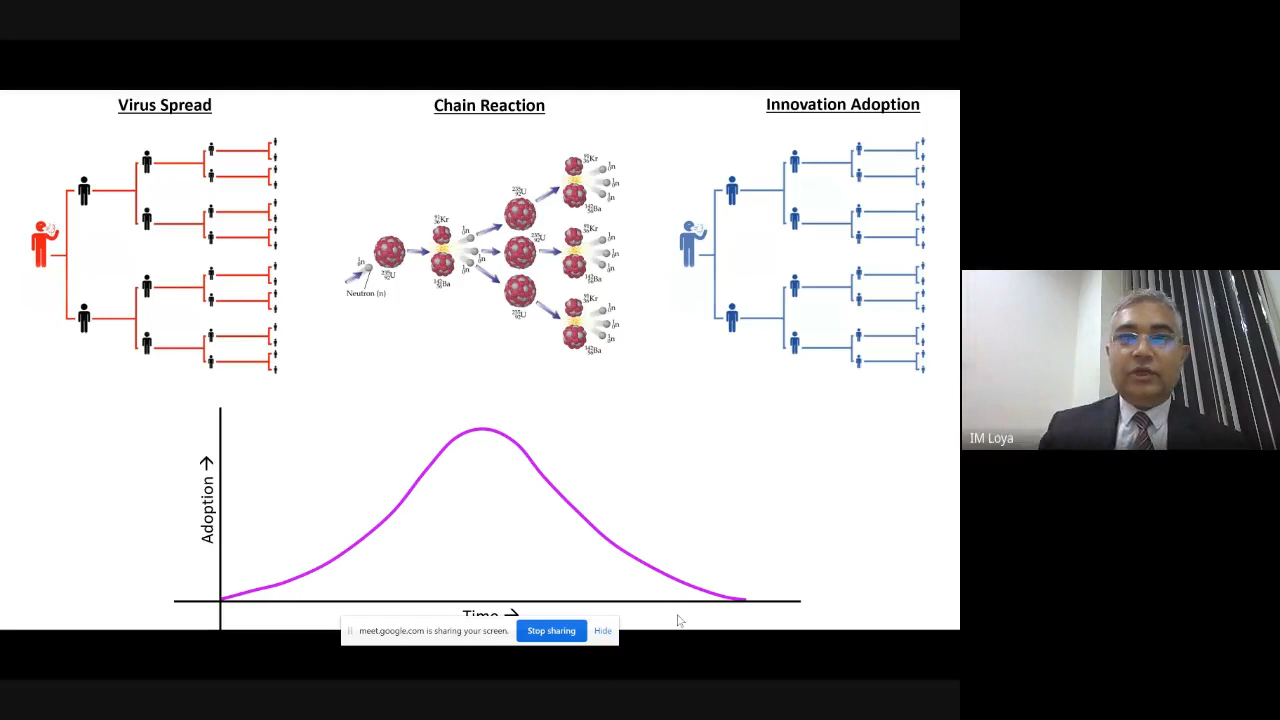 Virus Spread
Chain Reaction
Innovation Adoption
Neutron (n)
Adoption →
Time →
meet.google.com is sharing your screen.
Stop sharing
Hide
IM Loya